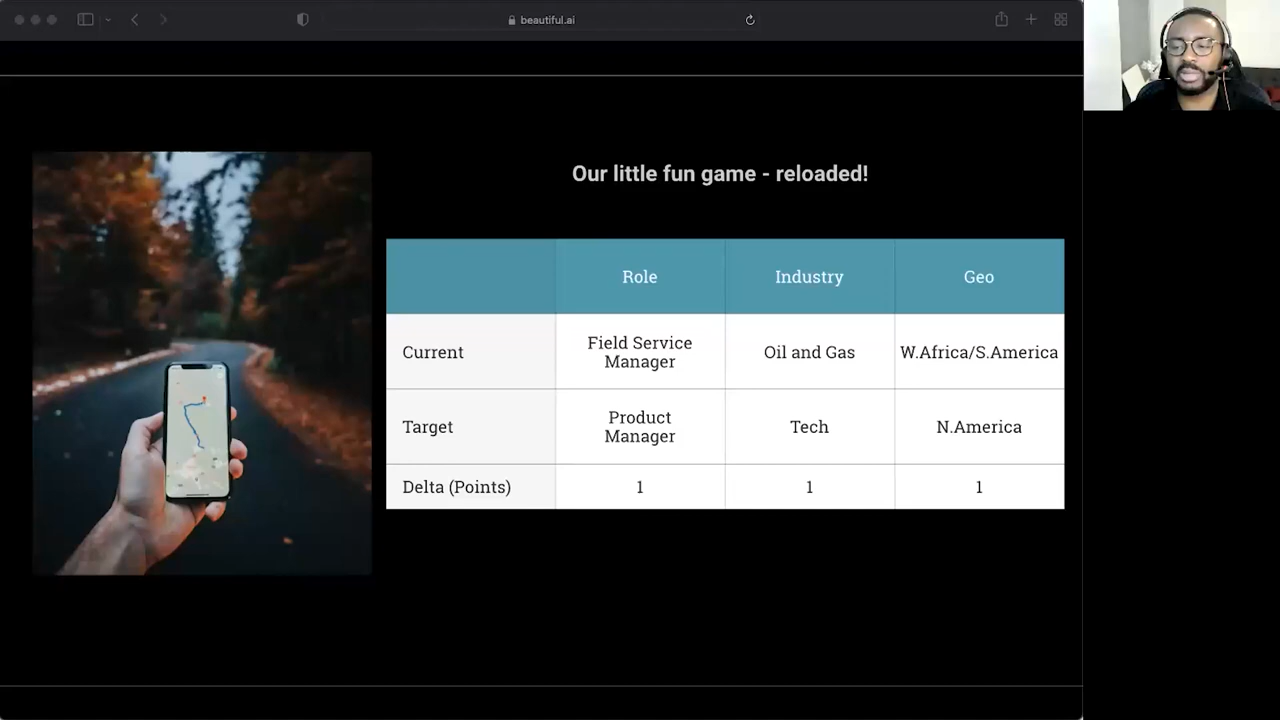 beautiful.ai
Our little fun game - reloaded!
Role
Industry
Geo
Current
Field Service
Manager
Oil and Gas
W.Africa/S.America
Target
Product
Manager
Tech
N.America
Delta (Points)
1
1
1